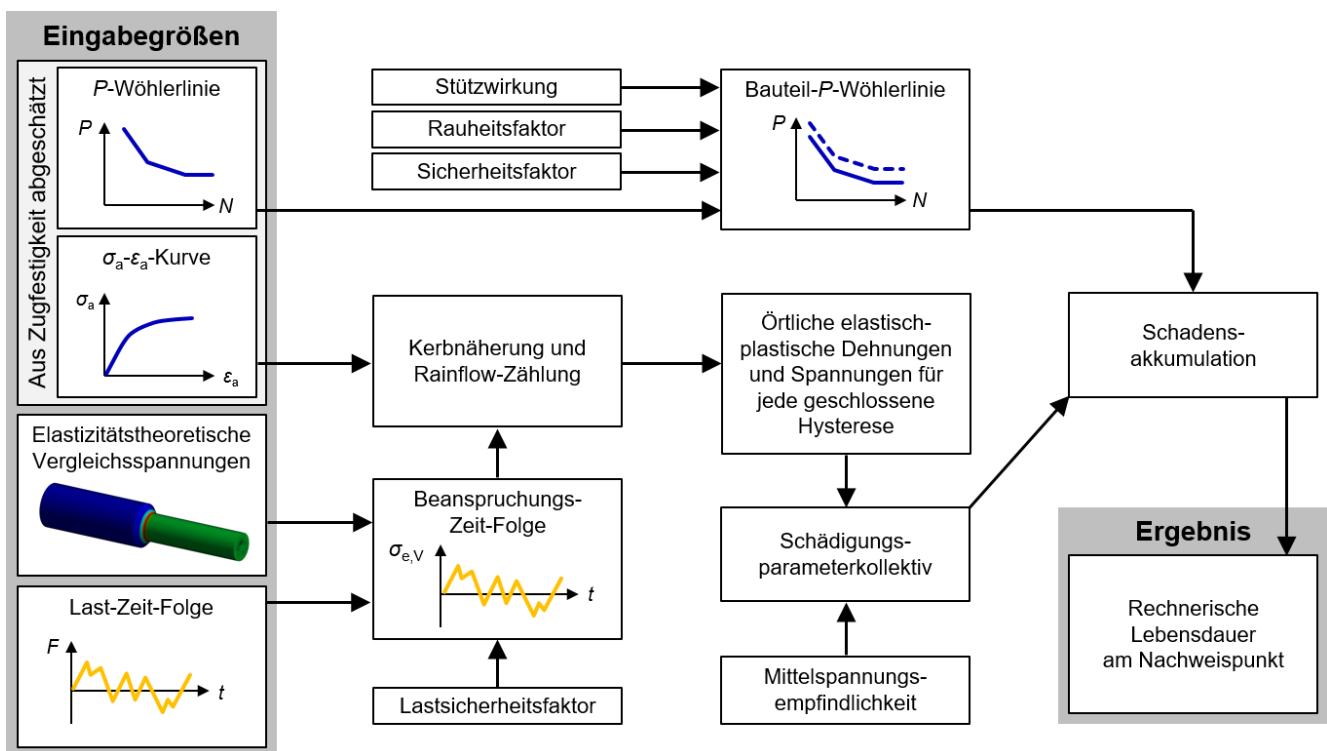 Eingabegrößen
Aus Zugfestigkeit abgeschätzt
P-Wöhlerlinie
P
N
σa-εa-Kurve
σa
εa
Elastizitätstheoretische
Vergleichsspannungen
Last-Zeit-Folge
F
t
Stützwirkung
Rauheitsfaktor
Sicherheitsfaktor
Kerbnäherung und
Rainflow-Zählung
Beanspruchungs-
Zeit-Folge
σe,V
t
Lastsicherheitsfaktor
Bauteil-P-Wöhlerlinie
P
N
Örtliche elastisch-
plastische Dehnungen
und Spannungen für
jede geschlossene
Hysterese
Schädigungs-
parameterkollektiv
Mittelspannungs-
empfindlichkeit
Schadens-
akkumulation
Ergebnis
Rechnerische
Lebensdauer
am Nachweispunkt